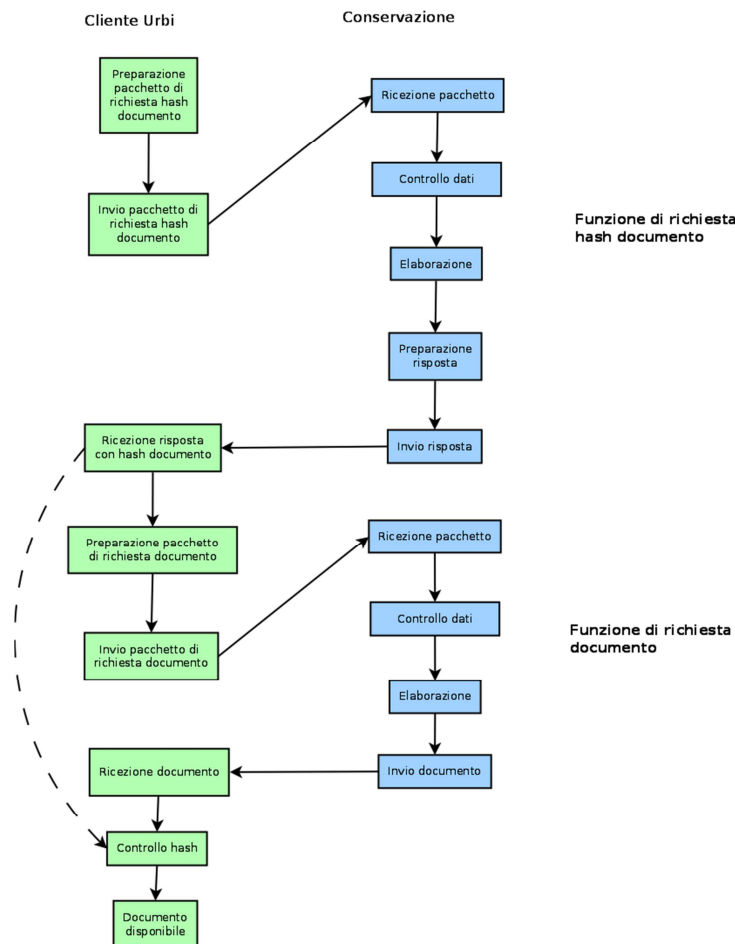 Cliente Urbi
Conservazione
Preparazione
pacchetto di
richiesta hash
documento
Ricezione pacchetto
Invio pacchetto di
richiesta hash
documento
Controllo dati
Funzione di richiesta
hash documento
Elaborazione
Preparazione
risposta
Ricezione risposta
con hash documento
Invio risposta
Preparazione pacchetto
di richiesta documento
Ricezione pacchetto
Invio pacchetto di
richiesta documento
Controllo dati
Funzione di richiesta
documento
Elaborazione
Ricezione documento
Invio documento
Controllo hash
Documento
disponibile